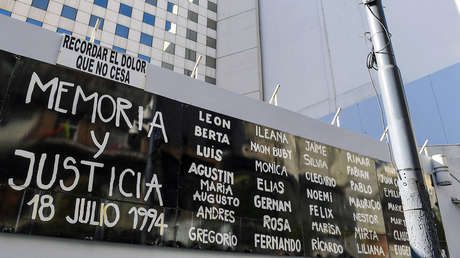 RECORDAR EL DOLOR
QUE NO CESA
MEMORIA
y
JUSTICIA
18 JULIO 1994
LEON
BERTA
LUIS
AGUSTIN
MARIA
AUGUSTO
ANDRES
GREGORIO
ILEANA
NAON BUBY
MONICA
ELIAS
GERMAN
ROSA
FERNANDO
JAIME
SILVIA
NOEMI
FELIX
MARISA
RICARDO
RIMAR
FABIAN
PABLO
MAURICIO
NESTOR
MIRTA
LILIANA